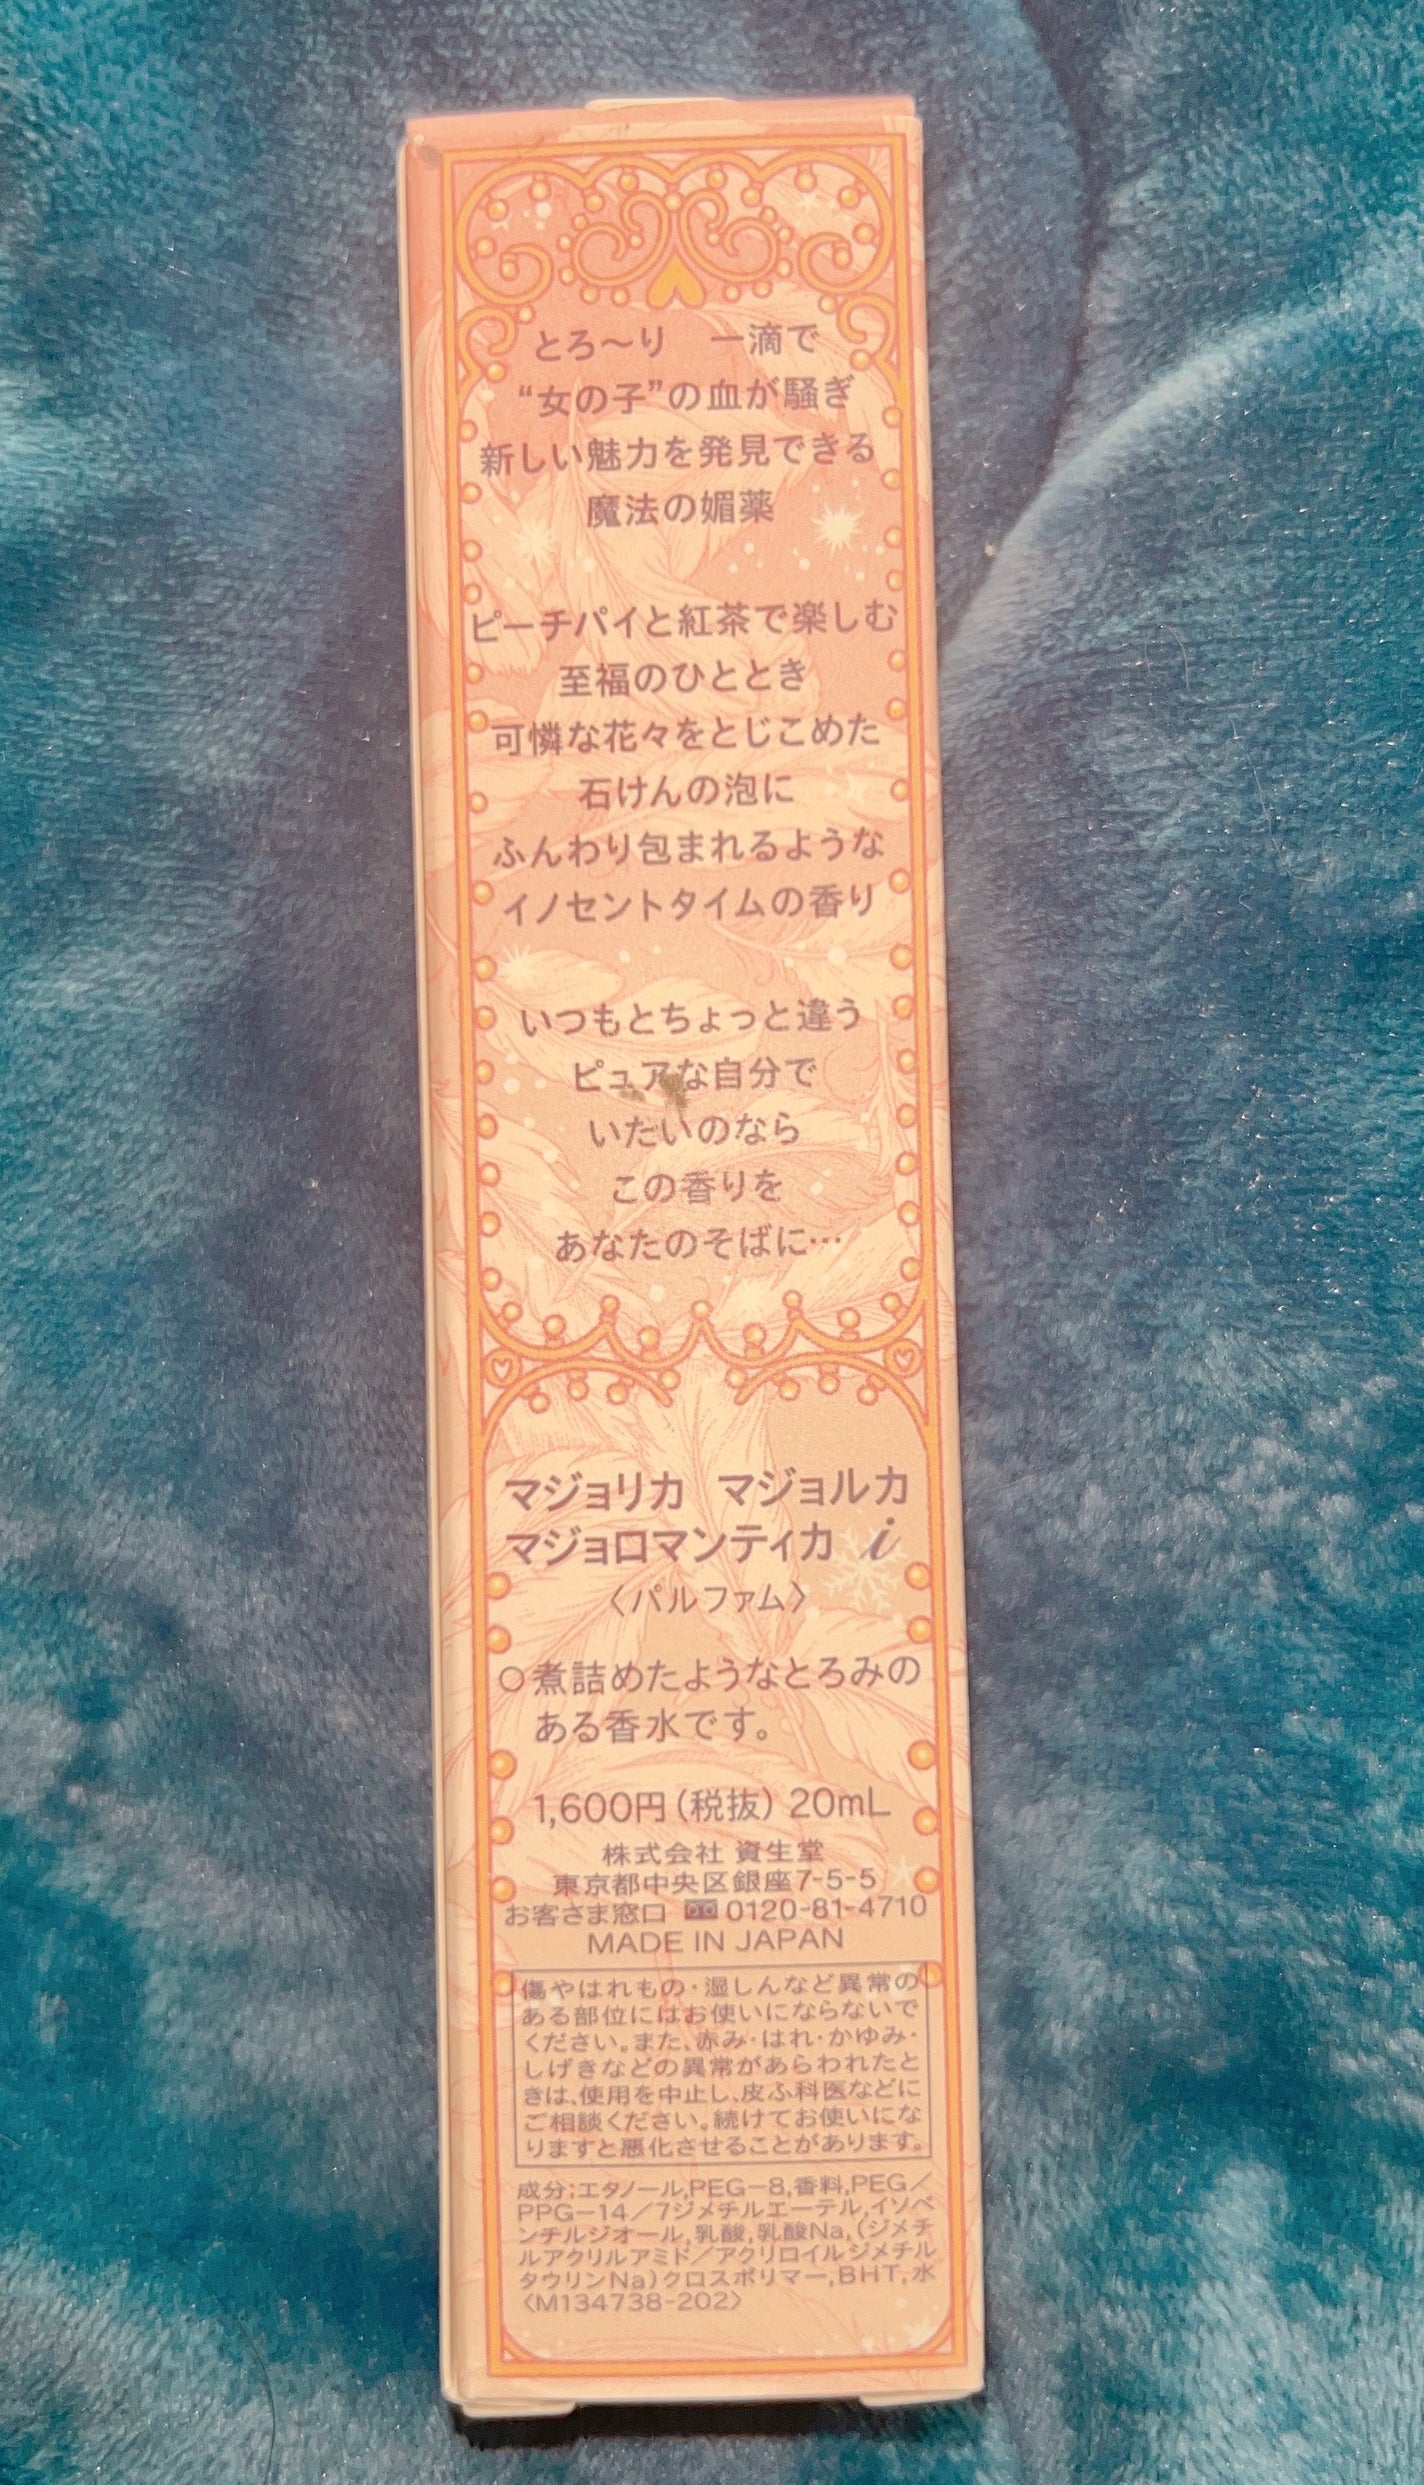 とろ〜り　一滴で
“女の子”の血が騒ぎ
新しい魅力を発見できる
魔法の媚薬
ピーチパイと紅茶で楽しむ
至福のひととき
可憐な花々をとじこめた
石けんの泡に
ふんわり包まれるような
イノセントタイムの香り
いつもとちょっと違う
ピュアな自分で
いたいのなら
この香りを
あなたのそばに…
マジョリカ　マジョルカ
マジョロマンティカ i
〈パルファム〉
○煮詰めたようなとろみの
ある香水です。
1,600円（税抜）20mL
株式会社 資生堂
東京都中央区銀座7-5-5
お客さま窓口 0120-81-4710
MADE IN JAPAN
傷やはれもの・湿しんなど異常の
ある部位にはお使いにならないで
ください。また、赤み・はれ・かゆみ・
しげきなどの異常があらわれたと
きは、使用を中止し、皮ふ科医などに
ご相談ください。続けてお使いにな
りますと悪化させることがあります。
成分：エタノール,PEG－8,香料,PEG／
PPG－14／7ジメチルエーテル,イソペ
ンチルジオール,乳酸,乳酸Na,（ジメチ
ルアクリルアミド／アクリロイルジメチル
タウリンNa）クロスポリマー,BHT,水
〈M134738-202〉